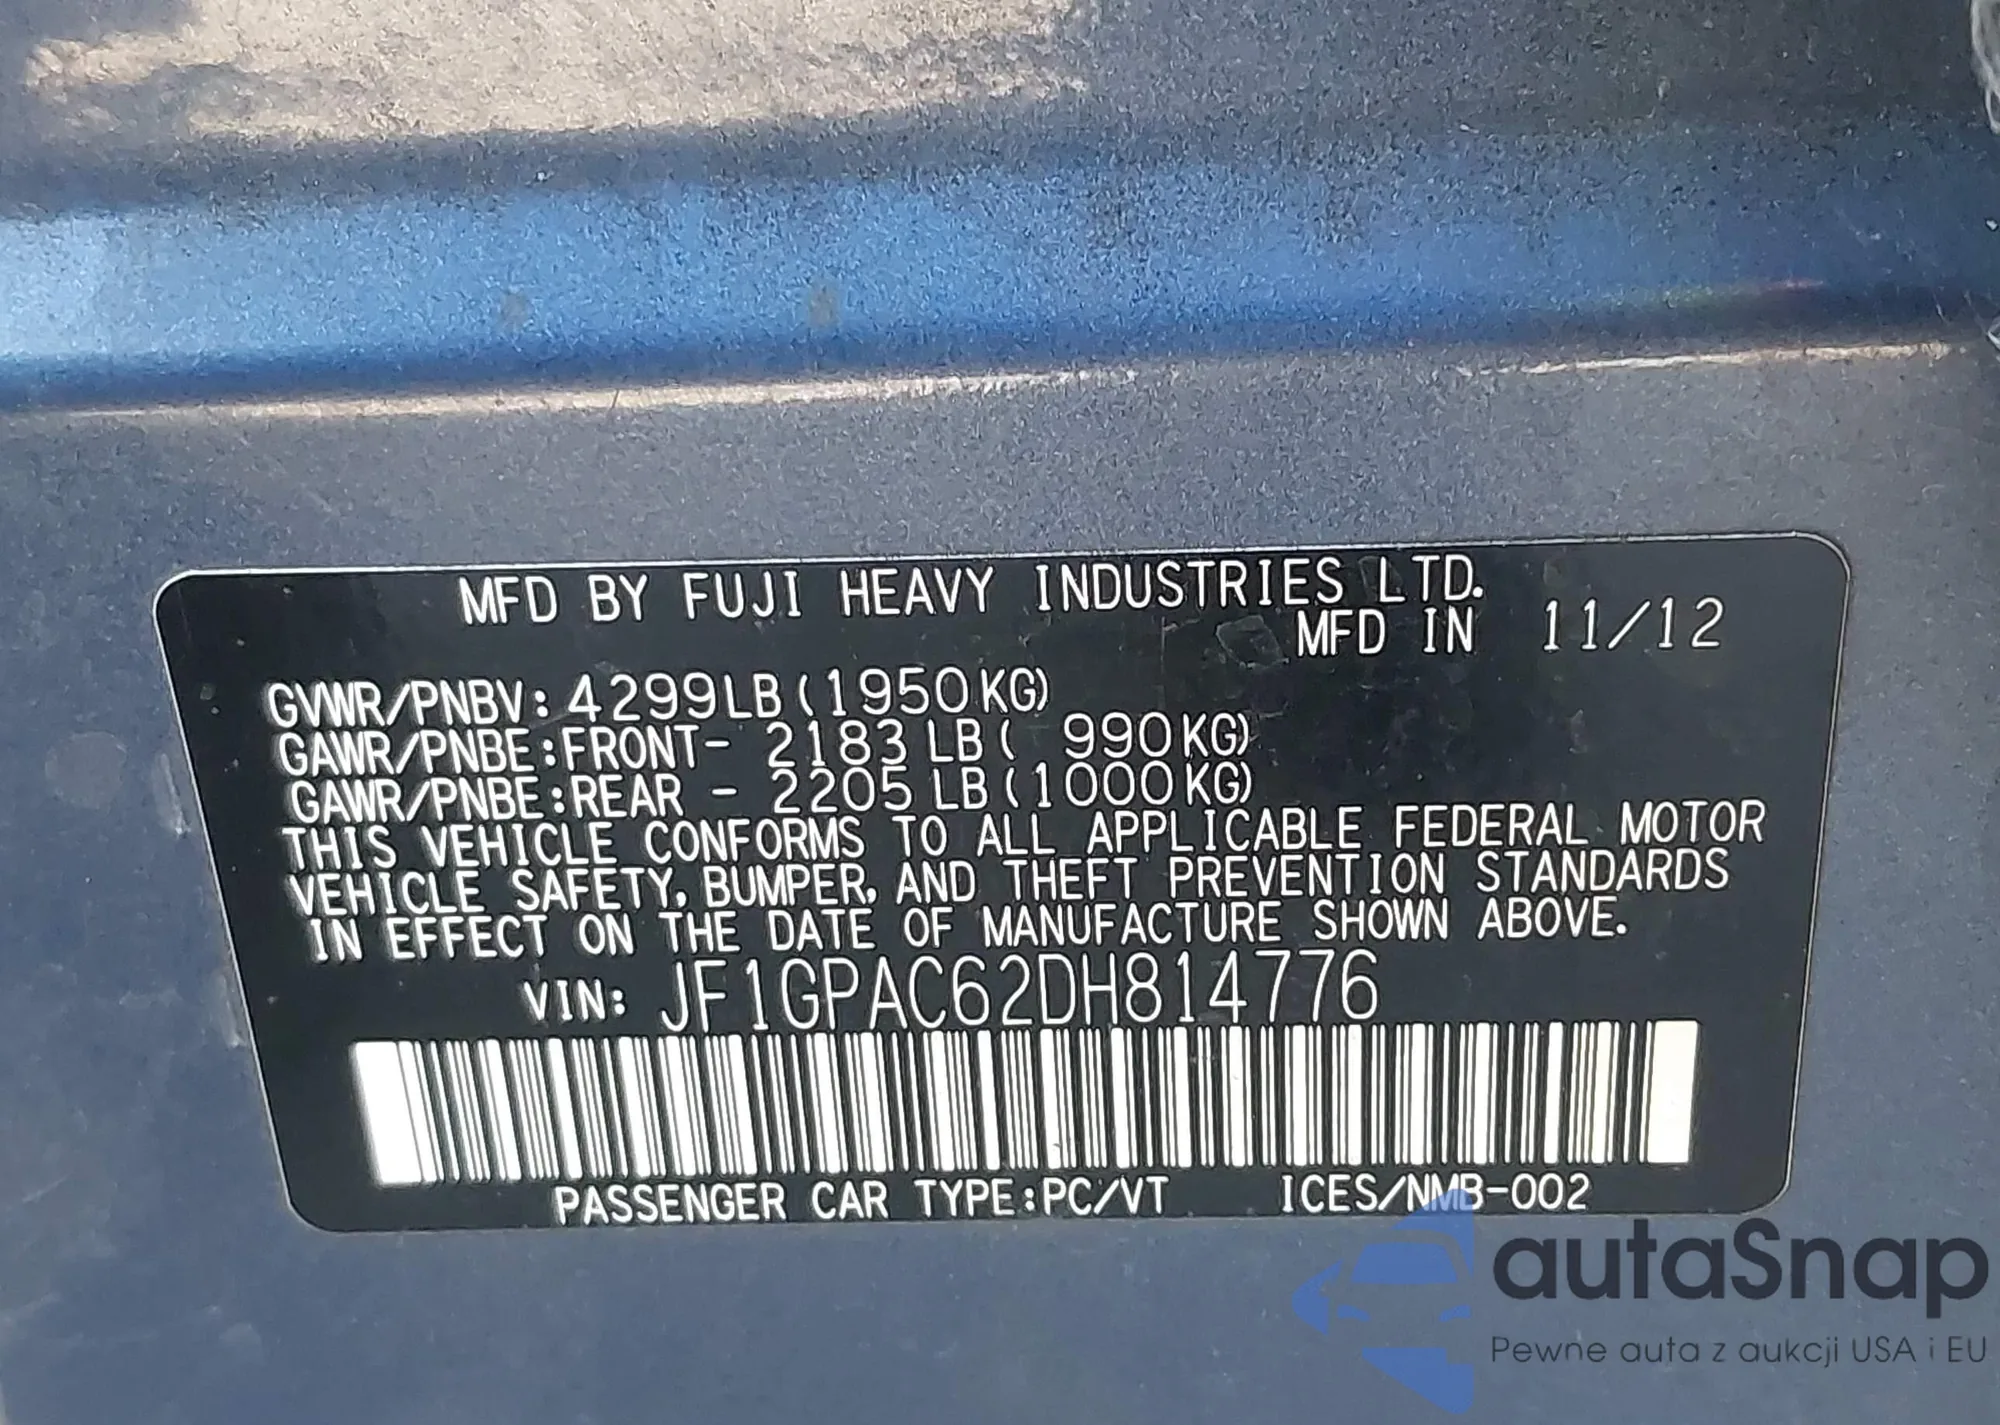 MFD BY FUJI HEAVY INDUSTRIES LTD.
MFD IN 11/12
GVWR/PNBV: 4299LB (1950KG)
GAWR/PNBE:FRONT- 2183 LB ( 990KG)
GAWR/PNBE:REAR - 2205 LB (1000KG)
THIS VEHICLE CONFORMS TO ALL APPLICABLE FEDERAL MOTOR
VEHICLE SAFETY, BUMPER, AND THEFT PREVENTION STANDARDS
IN EFFECT ON THE DATE OF MANUFACTURE SHOWN ABOVE.
VIN: JF1GPAC62DH814776
PASSENGER CAR TYPE:PC/VT ICES/NMB-002
autaSnap
Pewne auta z aukcji USA i EU